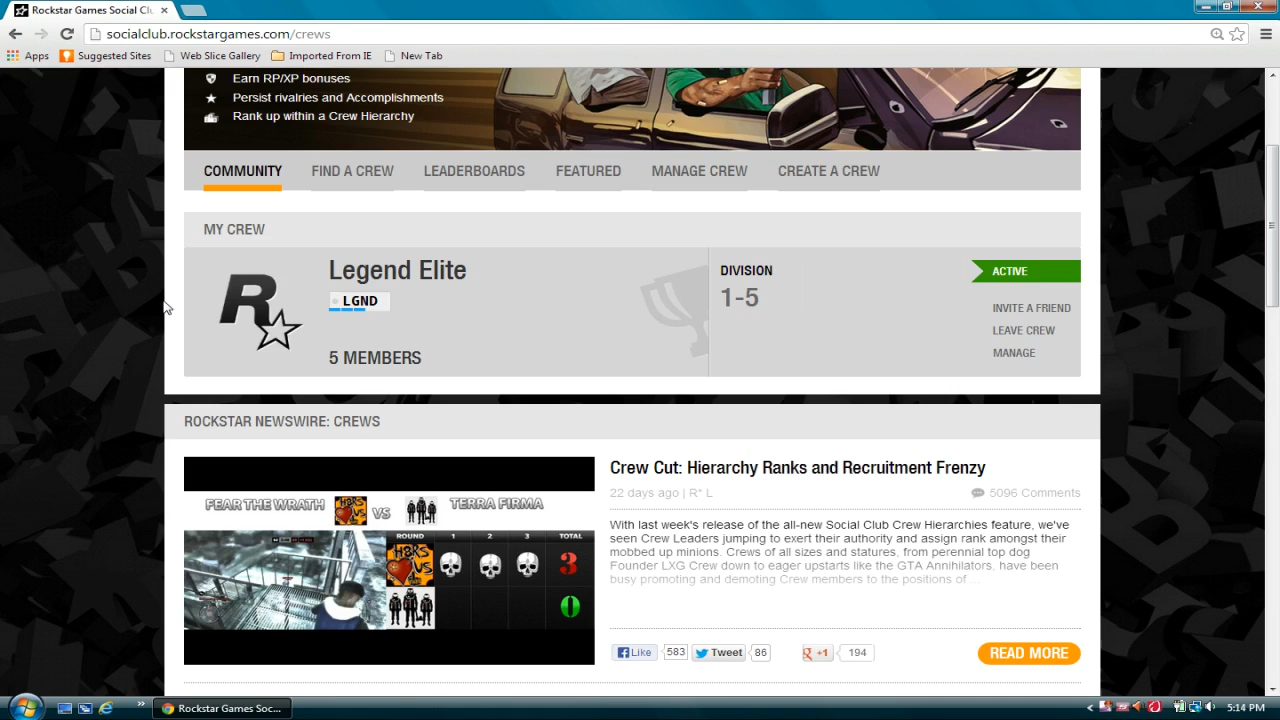 Rockstar Games Social Clu
socialclub.rockstargames.com/crews
Apps Suggested Sites Web Slice Gallery Imported From IE New Tab
Earn RP/XP bonuses
Persist rivalries and Accomplishments
Rank up within a Crew Hierarchy
COMMUNITY FIND A CREW LEADERBOARDS FEATURED MANAGE CREW CREATE A CREW
MY CREW
Legend Elite
LGND
5 MEMBERS
DIVISION
1-5
ACTIVE
INVITE A FRIEND
LEAVE CREW
MANAGE
ROCKSTAR NEWSWIRE: CREWS
FEAR THE WRATH VS TERRA FIRMA
ROUND 1 2 3 TOTAL
3
0
Crew Cut: Hierarchy Ranks and Recruitment Frenzy
22 days ago | R* L 5096 Comments
With last week's release of the all-new Social Club Crew Hierarchies feature, we've
seen Crew Leaders jumping to exert their authority and assign rank amongst their
mobbed up minions. Crews of all sizes and statures, from perennial top dog
Founder LXG Crew down to eager upstarts like the GTA Annihilators, have been
busy promoting and demoting Crew members to the positions of ...
Like 583 Tweet 86 +1 194
READ MORE
Rockstar Games Soc... 5:14 PM